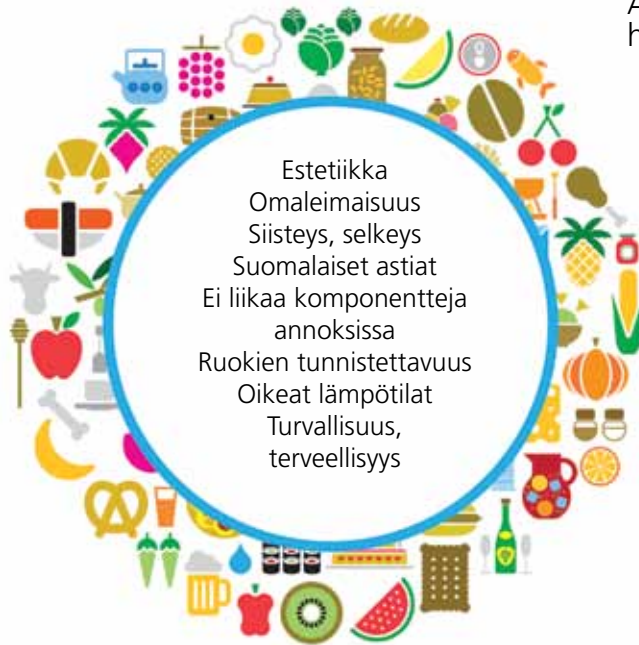 A
h
Estetiikka
Omaleimaisuus
Siisteys, selkeys
Suomalaiset astiat
Ei liikaa komponentteja
annoksissa
Ruokien tunnistettavuus
Oikeat lämpötilat
Turvallisuus,
terveellisyys